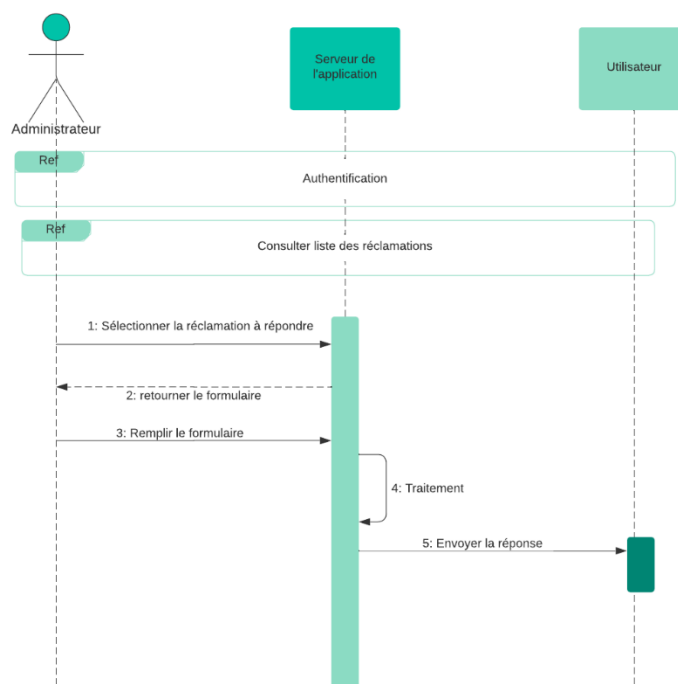 Serveur de
l'application
Utilisateur
Administrateur
Ref
Authentification
Ref
Consulter liste des réclamations
1: Sélectionner la réclamation à répondre
2: retourner le formulaire
3: Remplir le formulaire
4: Traitement
5: Envoyer la réponse